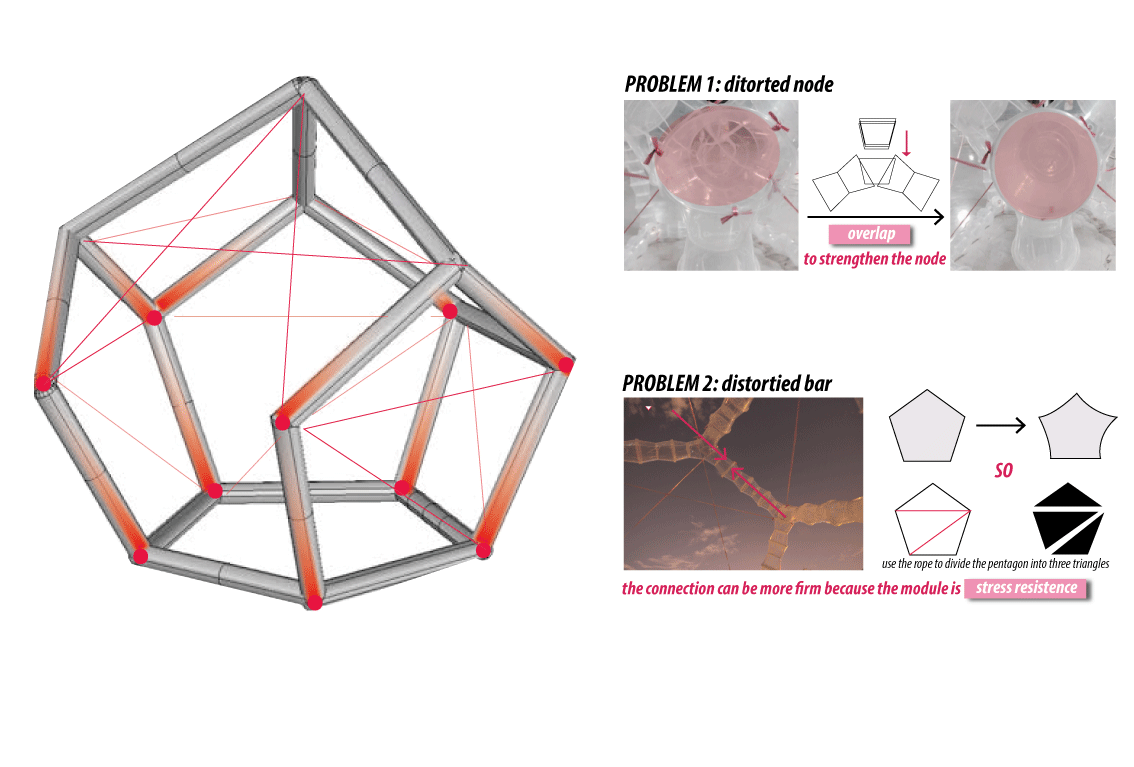 PROBLEM 1: ditorted node
overlap
to strengthen the node
PROBLEM 2: distortied bar
SO
use the rope to divide the pentagon into three triangles
the connection can be more firm because the module is stress resistence